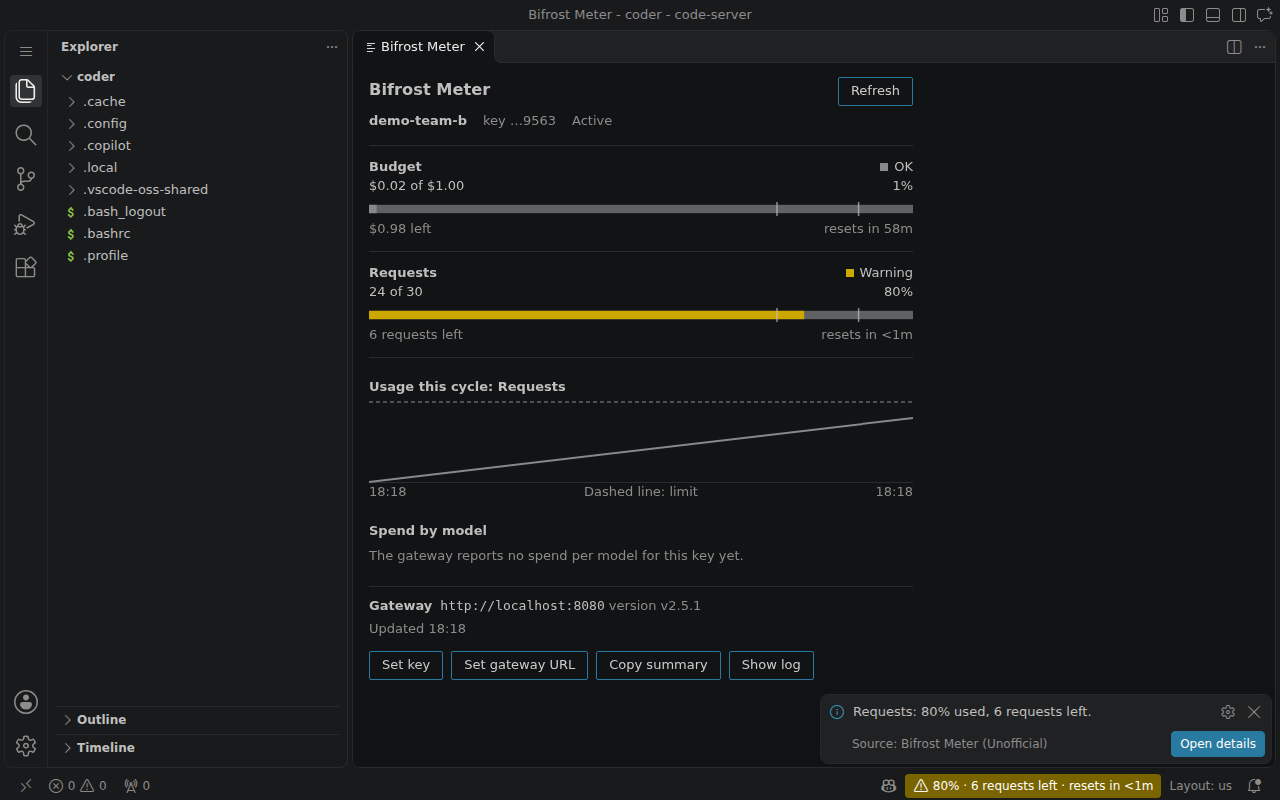 Bifrost Meter - coder - code-server
Explorer
coder
.cache
.config
.copilot
.local
.vscode-oss-shared
$ .bash_logout
$ .bashrc
$ .profile
Outline
Timeline
Bifrost Meter
Bifrost Meter
Refresh
demo-team-b key …9563 Active
Budget OK
$0.02 of $1.00 1%
$0.98 left resets in 58m
Requests Warning
24 of 30 80%
6 requests left resets in <1m
Usage this cycle: Requests
18:18 Dashed line: limit 18:18
Spend by model
The gateway reports no spend per model for this key yet.
Gateway http://localhost:8080 version v2.5.1
Updated 18:18
Set key Set gateway URL Copy summary Show log
Requests: 80% used, 6 requests left.
Source: Bifrost Meter (Unofficial) Open details
0 0 0 80% · 6 requests left · resets in <1m Layout: us